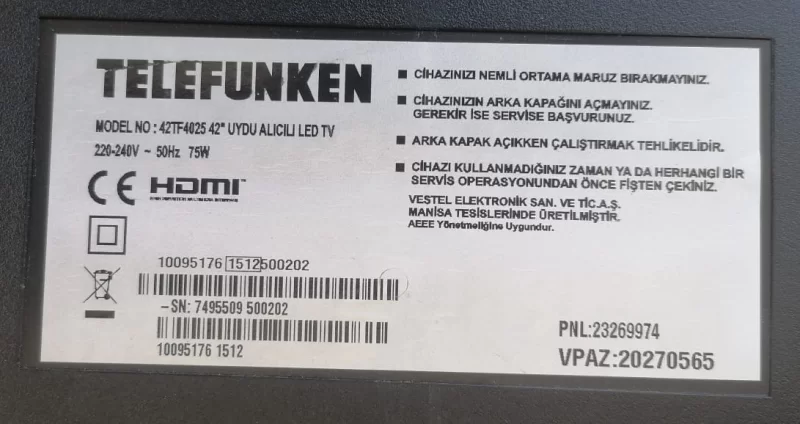 TELEFUNKEN
MODEL NO : 42TF4025 42" UYDU ALICILI LED TV
220-240V ~ 50Hz 75W
CE HDMI
■ CİHAZINIZI NEMLİ ORTAMA MARUZ BIRAKMAYINIZ.
■ CİHAZINIZIN ARKA KAPAĞINI AÇMAYINIZ.
GEREKİR İSE SERVİSE BAŞVURUNUZ.
■ ARKA KAPAK AÇIKKEN ÇALIŞTIRMAK TEHLİKELİDİR.
■ CİHAZI KULLANMADIĞINIZ ZAMAN YA DA HERHANGİ BİR
SERVİS OPERASYONUNDAN ÖNCE FİŞTEN ÇEKİNİZ.
VESTEL ELEKTRONİK SAN. VE TİC.A.Ş.
MANİSA TESİSLERİNDE ÜRETİLMİŞTİR.
AEEE Yönetmeliğine Uygundur.
10095176 1512500202
-SN: 7495509 500202
10095176 1512
PNL:23269974
VPAZ:20270565